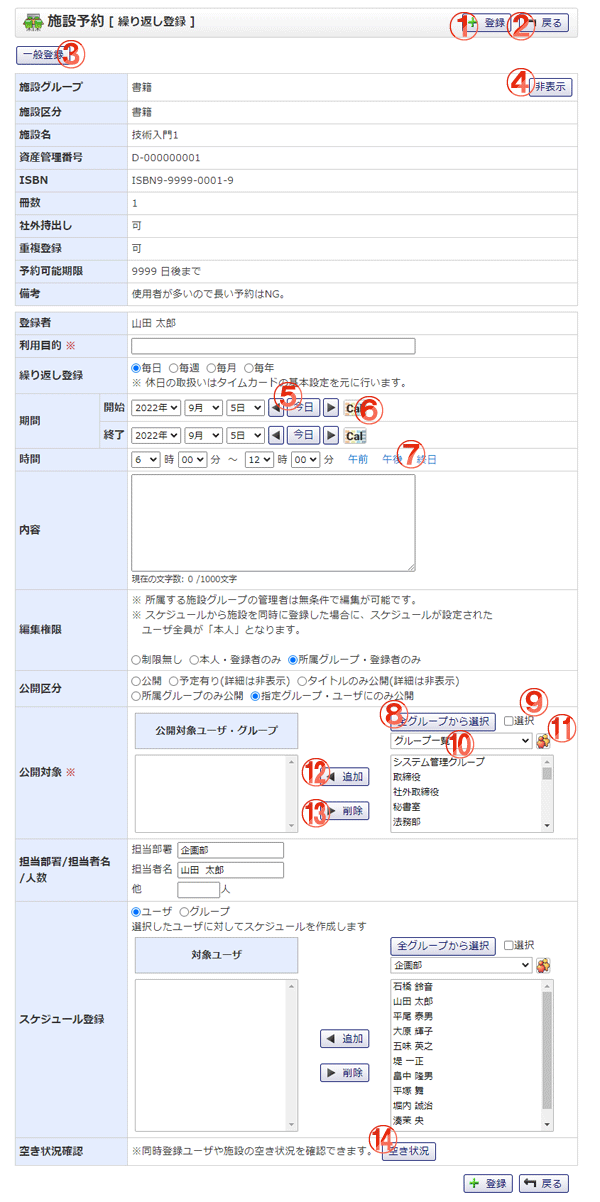 施設予約 [ 繰り返し登録 ] ① 登録 ② 戻る
一般登録 ③
施設グループ 書籍 ④ 非表示
施設区分 書籍
施設名 技術入門1
資産管理番号 D-000000001
ISBN ISBN9-9999-0001-9
冊数 1
社外持出し 可
重複登録 可
予約可能期限 9999 日後まで
備考 使用者が多いので長い予約はNG。
登録者 山田 太郎
利用目的 ※
繰り返し登録 毎日 毎週 毎月 毎年
※ 休日の取扱いはタイムカードの基本設定を元に行います。
期間 開始 2022年 9月 5日 ◀ ⑤ 今日 ▶ Cal ⑥
終了 2022年 9月 5日 ◀ 今日 ▶ Cal
時間 6 時 00 分 ～ 12 時 00 分 午前 午後 ⑦ 終日
内容
現在の文字数: 0 /1000文字
編集権限
※ 所属する施設グループの管理者は無条件で編集が可能です。
※ スケジュールから施設を同時に登録した場合に、スケジュールが設定された
ユーザ全員が「本人」となります。
制限無し 本人・登録者のみ 所属グループ・登録者のみ
公開区分 公開 予定有り(詳細は非表示) タイトルのみ公開(詳細は非表示)
所属グループのみ公開 指定グループ・ユーザにのみ公開
公開対象 ※
公開対象ユーザ・グループ
⑧ 全グループから選択 ⑨ 選択
グループ一覧 ⑩ ⑪
⑫ ◀ 追加
⑬ ▶ 削除
システム管理グループ
取締役
社外取締役
秘書室
法務部
担当部署/担当者名
/人数
担当部署 企画部
担当者名 山田 太郎
他 人
スケジュール登録
ユーザ グループ
選択したユーザに対してスケジュールを作成します
対象ユーザ
全グループから選択 選択
企画部
◀ 追加
▶ 削除
石橋 鈴音
山田 太郎
平尾 泰男
大原 輝子
五味 英之
堤 一正
畠中 隆男
平塚 舞
堀内 誠治
湊茉 央
空き状況確認 ※同時登録ユーザや施設の空き状況を確認できます。 ⑭ 空き状況
登録 戻る